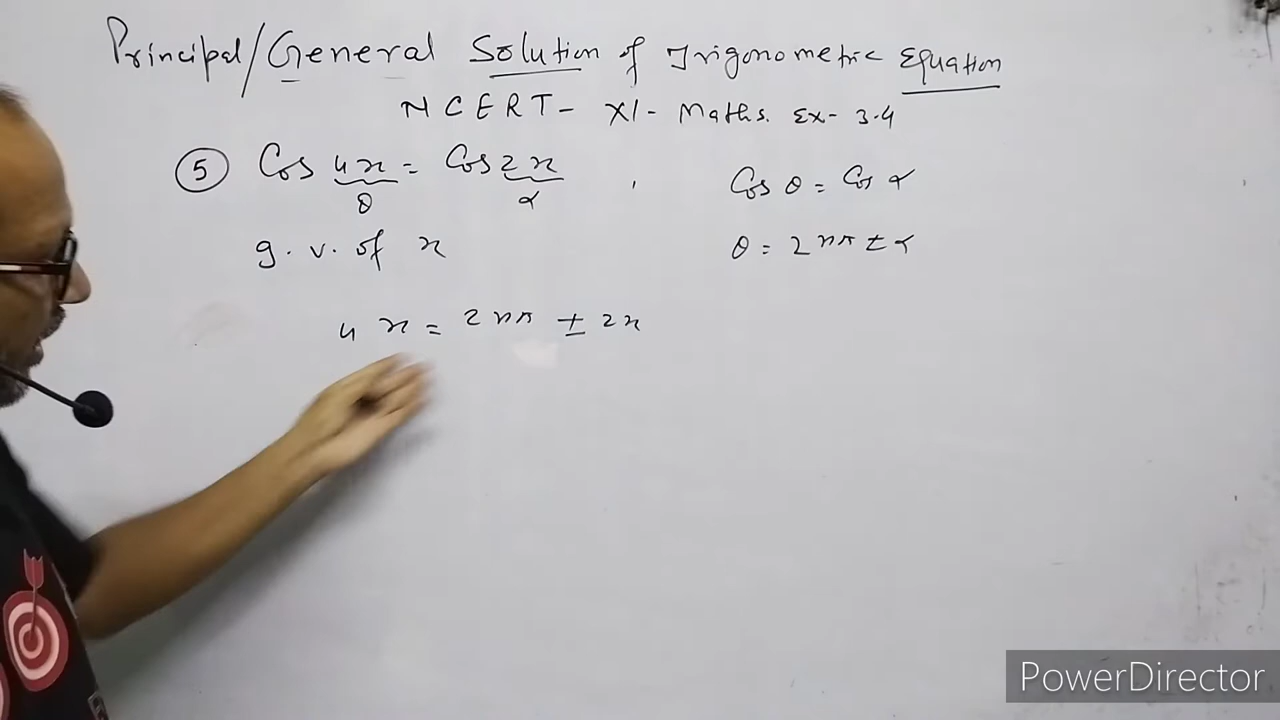 Principal/General Solution of Trigonometric Equation
NCERT- XI- Maths. Ex- 3.4
⑤ Cos 4x = Cos 2x , Cos θ = Cos α
θ α
g. v. of x θ = 2nπ ± α
4x = 2nπ ± 2x
PowerDirector